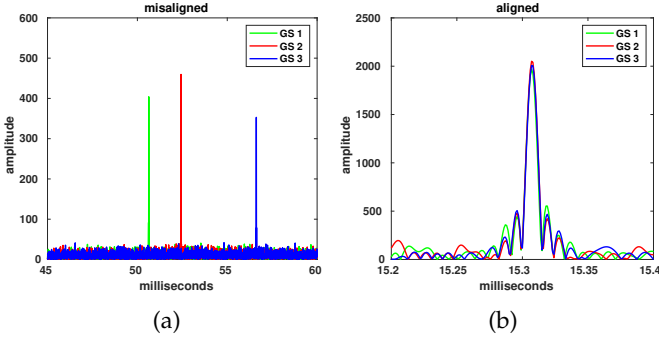 misaligned
600
500
400
300
200
100
0
amplitude
GS 1
GS 2
GS 3
45
50
55
60
milliseconds
(a)
aligned
2500
2000
1500
1000
500
0
amplitude
GS 1
GS 2
GS 3
15.2
15.25
15.3
15.35
15.4
milliseconds
(b)